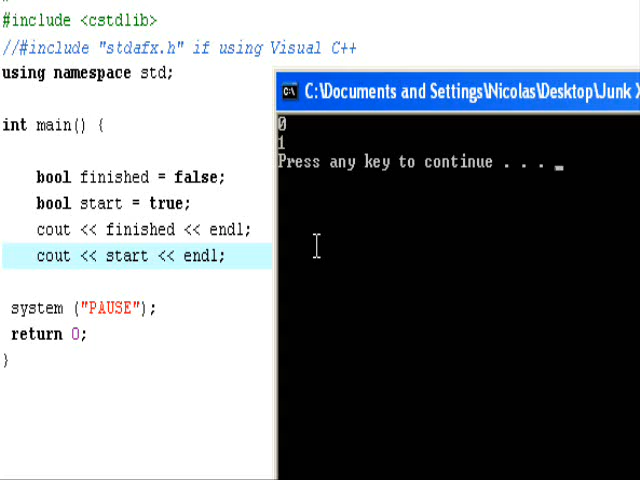 #include <cstdlib>
//#include "stdafx.h" if using Visual C++
using namespace std;
int main() {
bool finished = false;
bool start = true;
cout << finished << endl;
cout << start << endl;
system ("PAUSE");
return 0;
}
C:\Documents and Settings\Nicolas\Desktop\Junk X
0
1
Press any key to continue . . . _